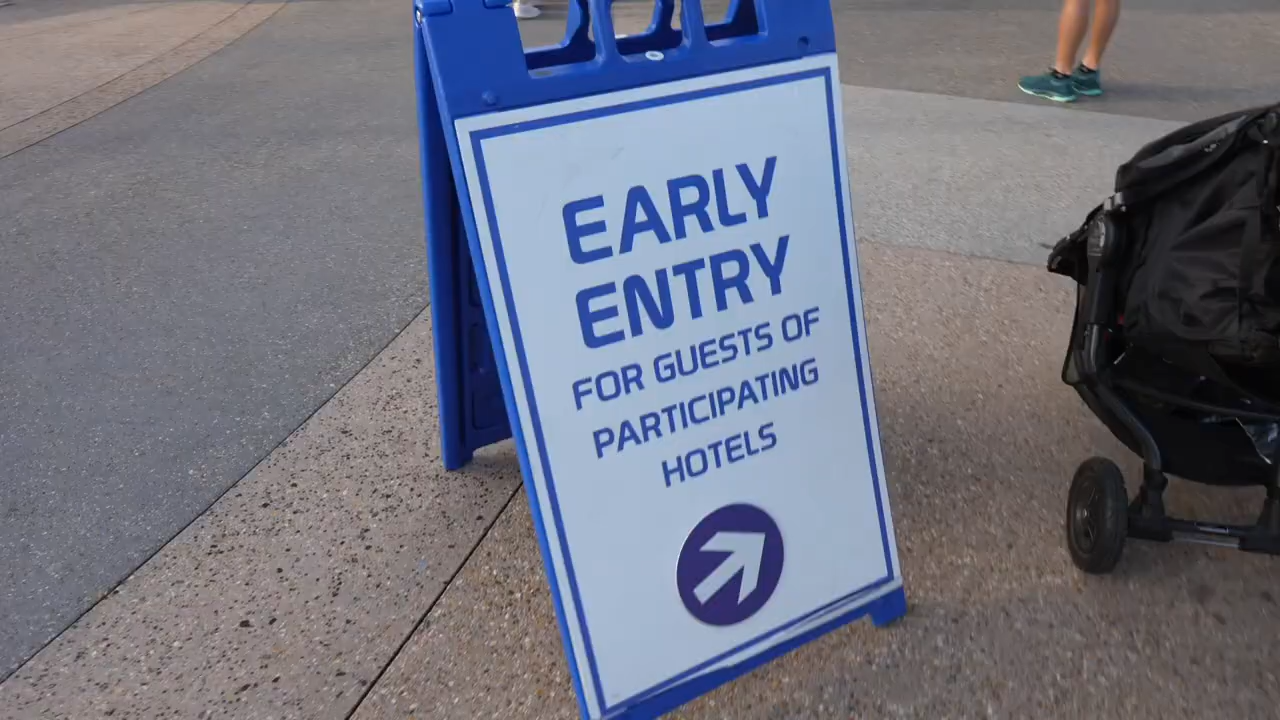 EARLY
ENTRY
FOR GUESTS OF
PARTICIPATING
HOTELS